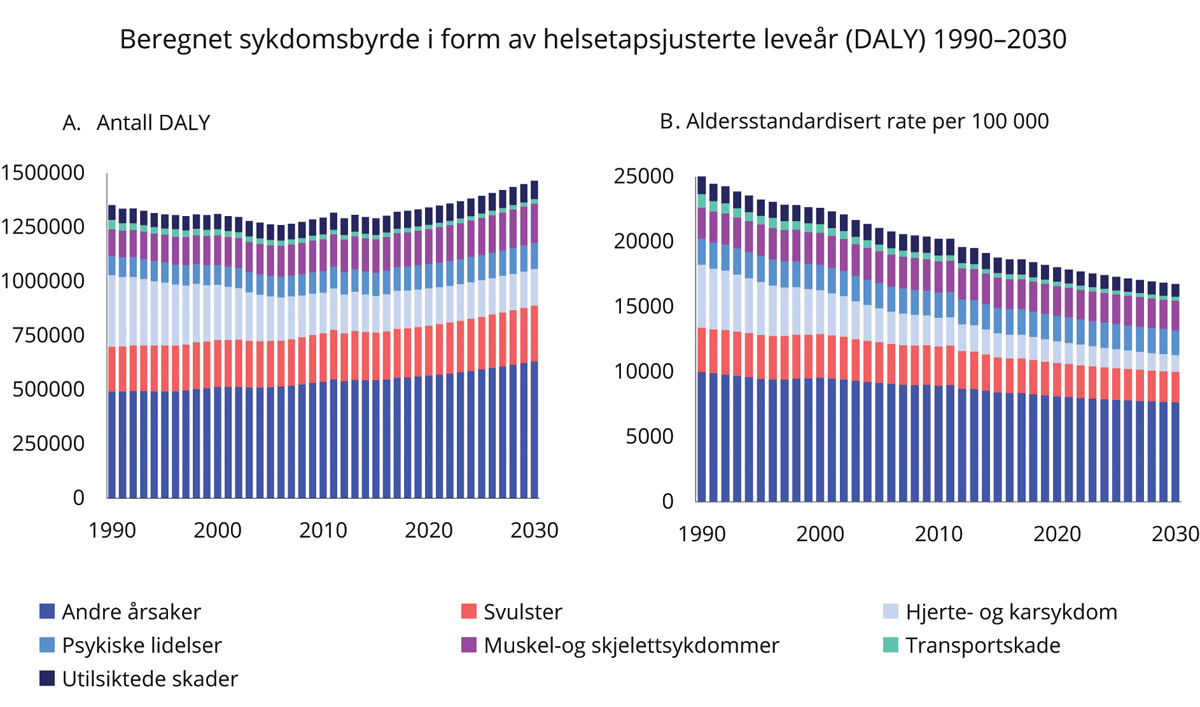 Beregnet sykdomsbyrde i form av helsetapsjusterte leveår (DALY) 1990–2030
A. Antall DALY
1500000
1250000
1000000
750000
500000
250000
0
1990 2000 2010 2020 2030
B. Aldersstandardisert rate per 100 000
25000
20000
15000
10000
5000
0
1990 2000 2010 2020 2030
Andre årsaker Svulster Hjerte- og karsykdom
Psykiske lidelser Muskel-og skjelettsykdommer Transportskade
Utilsiktede skader